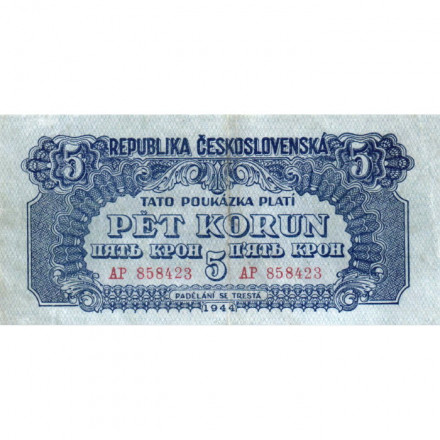 REPUBLIKA ČESKOSLOVENSKÁ
5 5
TATO POUKÁZKA PLATÍ
PĚT KORUN
ПЯТЬ КРОН П'ЯТЬ КРОН
AP 858423 5 AP 858423
PADĚLÁNÍ SE TRESTÁ
1944